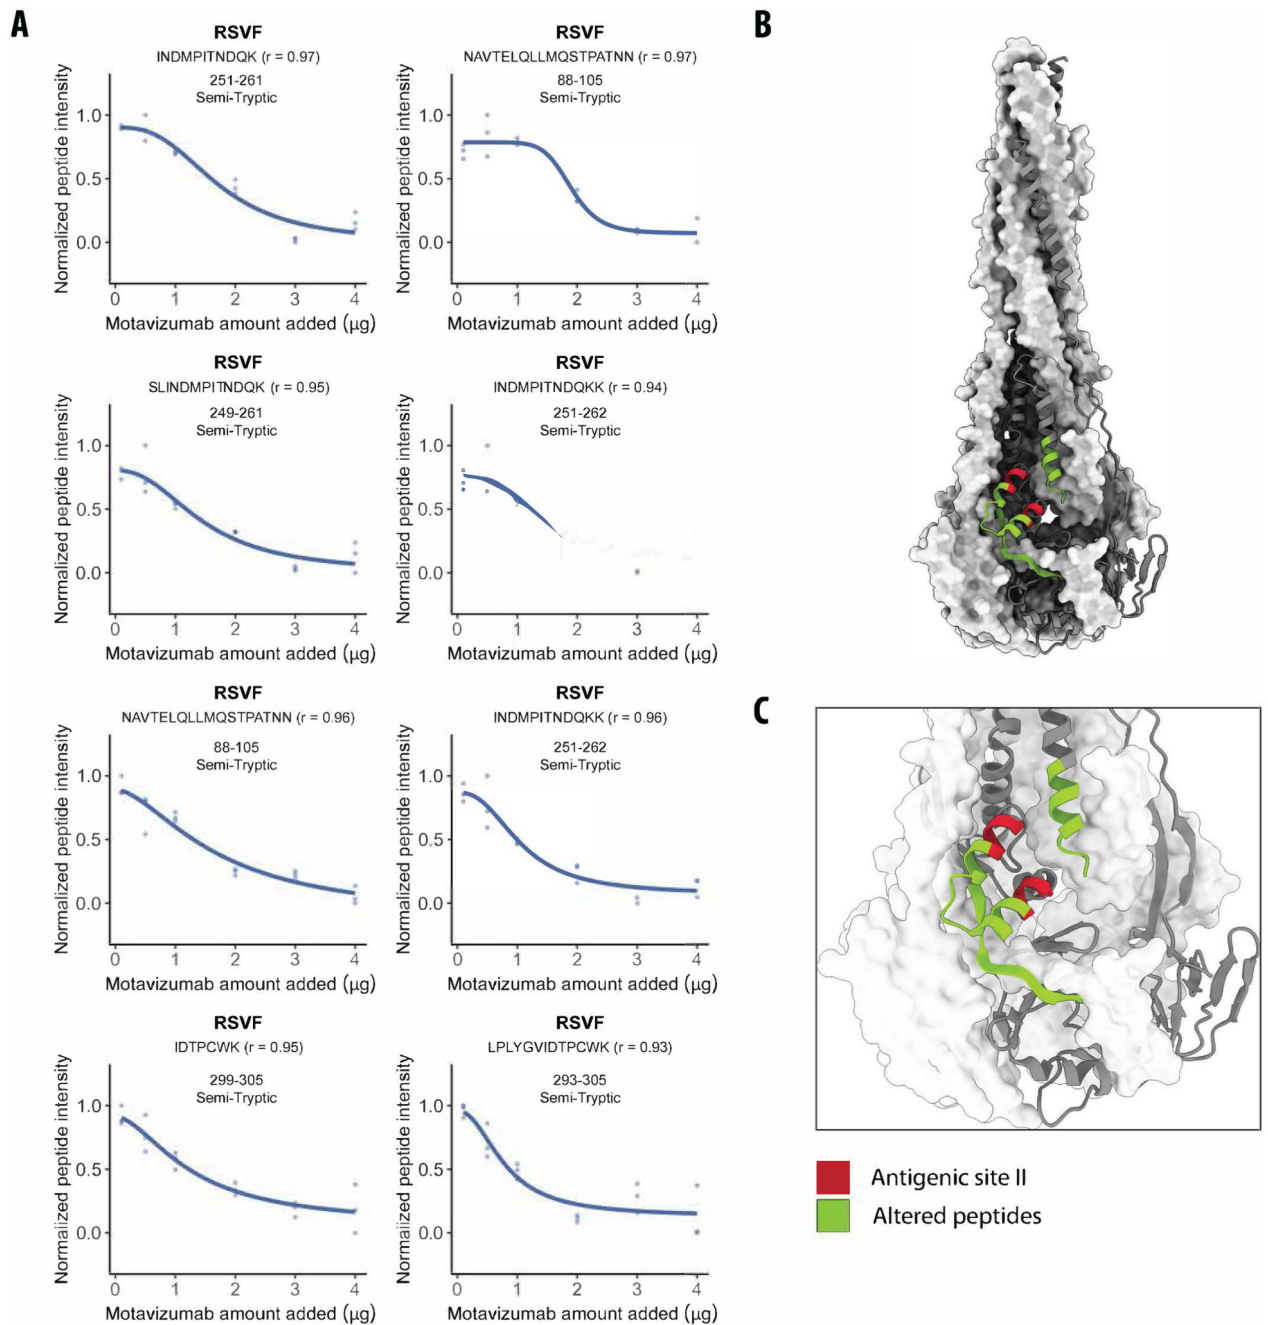 A
RSVF
INDMPITNDQK (r = 0.97)
251-261
Semi-Tryptic
Normalized peptide intensity
1.0
0.5
0.0
0 1 2 3 4
Motavizumab amount added (μg)
RSVF
NAVTELQLLMQSTPATNN (r = 0.97)
88-105
Semi-Tryptic
Normalized peptide intensity
1.0
0.5
0.0
0 1 2 3 4
Motavizumab amount added (μg)
RSVF
SLINDMPITNDQK (r = 0.95)
249-261
Semi-Tryptic
Normalized peptide intensity
1.0
0.5
0.0
0 1 2 3 4
Motavizumab amount added (μg)
RSVF
INDMPITNDQKK (r = 0.94)
251-262
Semi-Tryptic
Normalized peptide intensity
1.0
0.5
0.0
0 1 2 3 4
Motavizumab amount added (μg)
RSVF
NAVTELQLLMQSTPATNN (r = 0.96)
88-105
Semi-Tryptic
Normalized peptide intensity
1.0
0.5
0.0
0 1 2 3 4
Motavizumab amount added (μg)
RSVF
INDMPITNDQKK (r = 0.96)
251-262
Semi-Tryptic
Normalized peptide intensity
1.0
0.5
0.0
0 1 2 3 4
Motavizumab amount added (μg)
RSVF
IDTPCWK (r = 0.95)
299-305
Semi-Tryptic
Normalized peptide intensity
1.0
0.5
0.0
0 1 2 3 4
Motavizumab amount added (μg)
RSVF
LPLYGVIDTPCWK (r = 0.93)
293-305
Semi-Tryptic
Normalized peptide intensity
1.0
0.5
0.0
0 1 2 3 4
Motavizumab amount added (μg)
B
C
Antigenic site II
Altered peptides